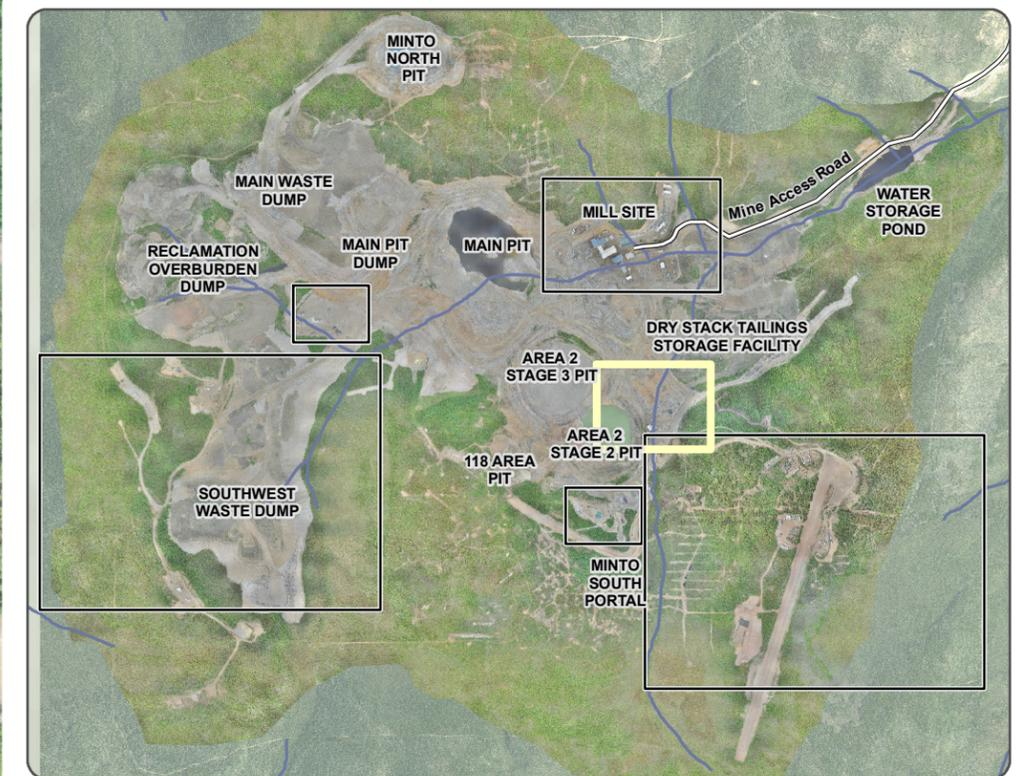 MINTO
NORTH
PIT
MAIN WASTE
DUMP
MILL SITE
Mine Access Road
WATER
STORAGE
POND
RECLAMATION
OVERBURDEN
DUMP
MAIN PIT
DUMP
MAIN PIT
DRY STACK TAILINGS
STORAGE FACILITY
AREA 2
STAGE 3 PIT
AREA 2
STAGE 2 PIT
118 AREA
PIT
SOUTHWEST
WASTE DUMP
MINTO
SOUTH
PORTAL